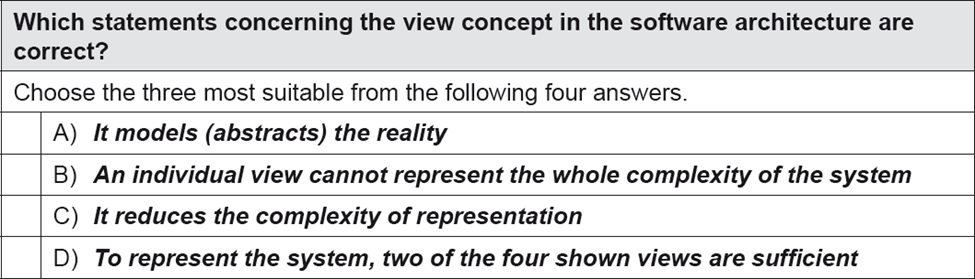 Which statements concerning the view concept in the software architecture are
correct?
Choose the three most suitable from the following four answers.
A) It models (abstracts) the reality
B) An individual view cannot represent the whole complexity of the system
C) It reduces the complexity of representation
D) To represent the system, two of the four shown views are sufficient